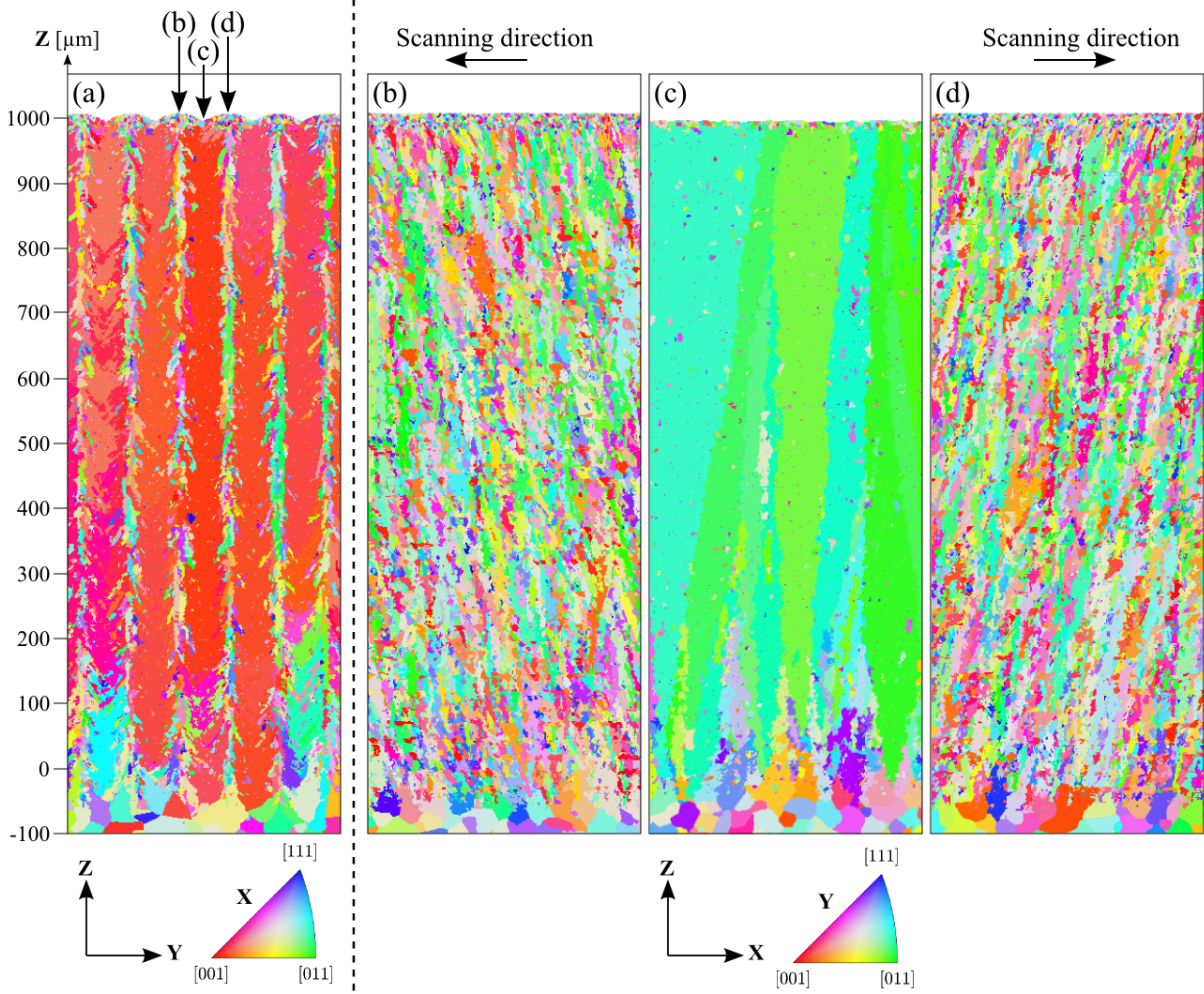 (b) (d)
(c)
Z [µm]
Scanning direction
Scanning direction
(a)
(b)
(c)
(d)
1000
900
800
700
600
500
400
300
200
100
0
-100
Z
Y
X
[111]
[001]
[011]
Z
X
Y
[111]
[001]
[011]